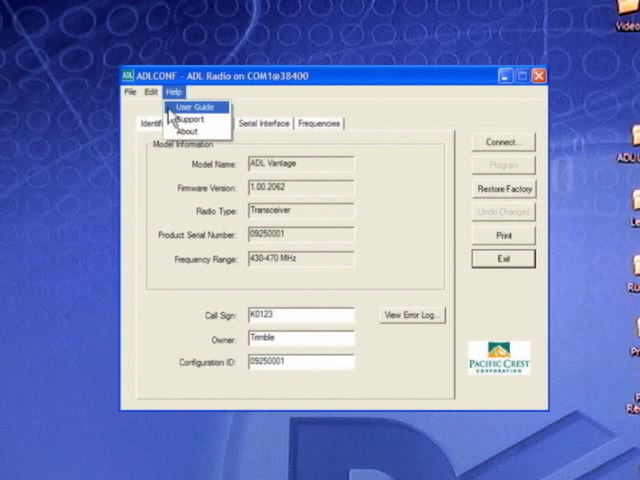 Video
ADLCONF - ADL Radio on COM1@38400
File Edit Help
User Guide
Support
About
Identifi
Serial Interface Frequencies
Model Information
Model Name: ADL Vantage
Firmware Version: 1.00.2062
Radio Type: Transceiver
Product Serial Number: 09250001
Frequency Range: 430-470 MHz
Call Sign: K0123
Owner: Trimble
Configuration ID: 09250001
View Error Log...
Connect...
Program
Restore Factory
Undo Changes
Print
Exit
PACIFIC CREST
CORPORATION
ADL